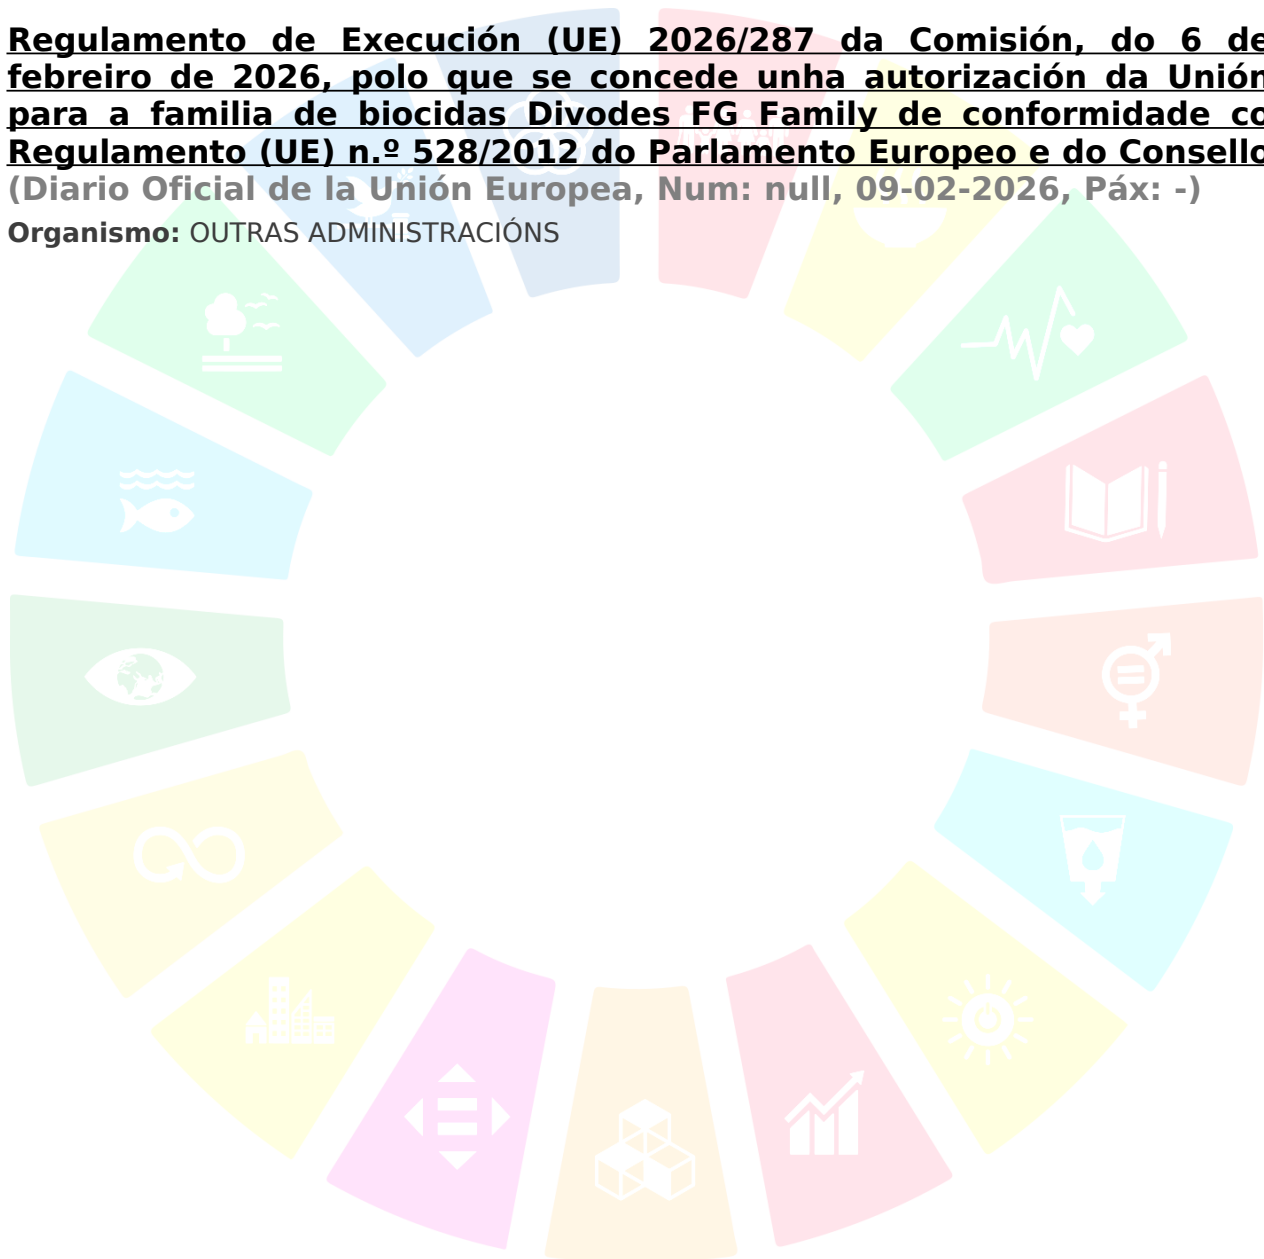 Regulamento de Execución (UE) 2026/287 da Comisión, do 6 de
febreiro de 2026, polo que se concede unha autorización da Unión
para a familia de biocidas Divodes FG Family de conformidade co
Regulamento (UE) n.º 528/2012 do Parlamento Europeo e do Consello
(Diario Oficial de la Unión Europea, Num: null, 09-02-2026, Páx: -)
Organismo: OUTRAS ADMINISTRACIÓNS